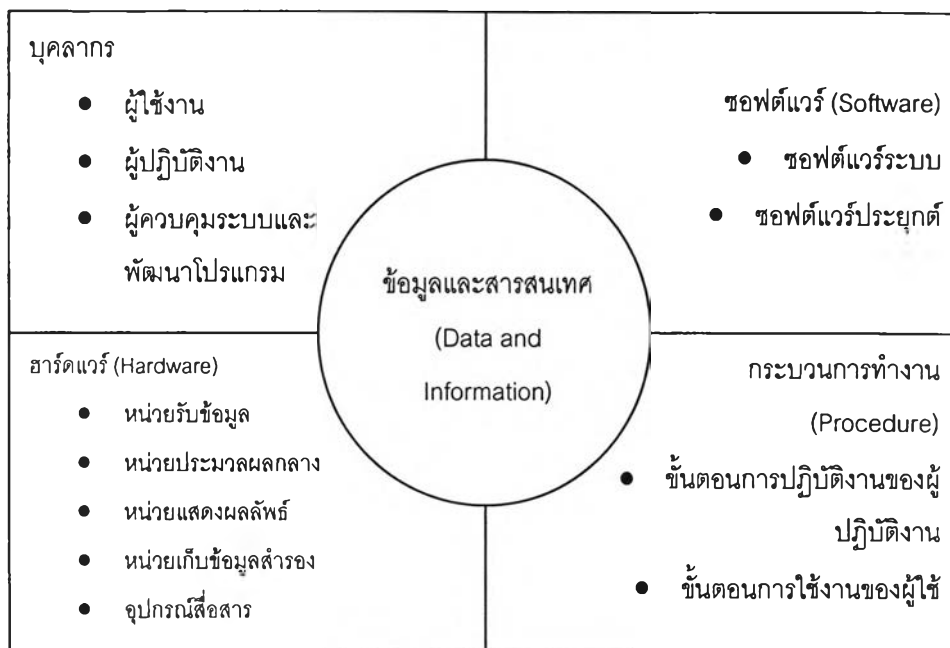 บุคลากร
● ผู้ใช้งาน
● ผู้ปฏิบัติงาน
● ผู้ควบคุมระบบและ
พัฒนาโปรแกรม
ซอฟต์แวร์ (Software)
● ซอฟต์แวร์ระบบ
● ซอฟต์แวร์ประยุกต์
ข้อมูลและสารสนเทศ
(Data and
Information)
ฮาร์ดแวร์ (Hardware)
● หน่วยรับข้อมูล
● หน่วยประมวลผลกลาง
● หน่วยแสดงผลลัพธ์
● หน่วยเก็บข้อมูลสำรอง
● อุปกรณ์สื่อสาร
กระบวนการทำงาน
(Procedure)
● ขั้นตอนการปฏิบัติงานของผู้
ปฏิบัติงาน
● ขั้นตอนการใช้งานของผู้ใช้